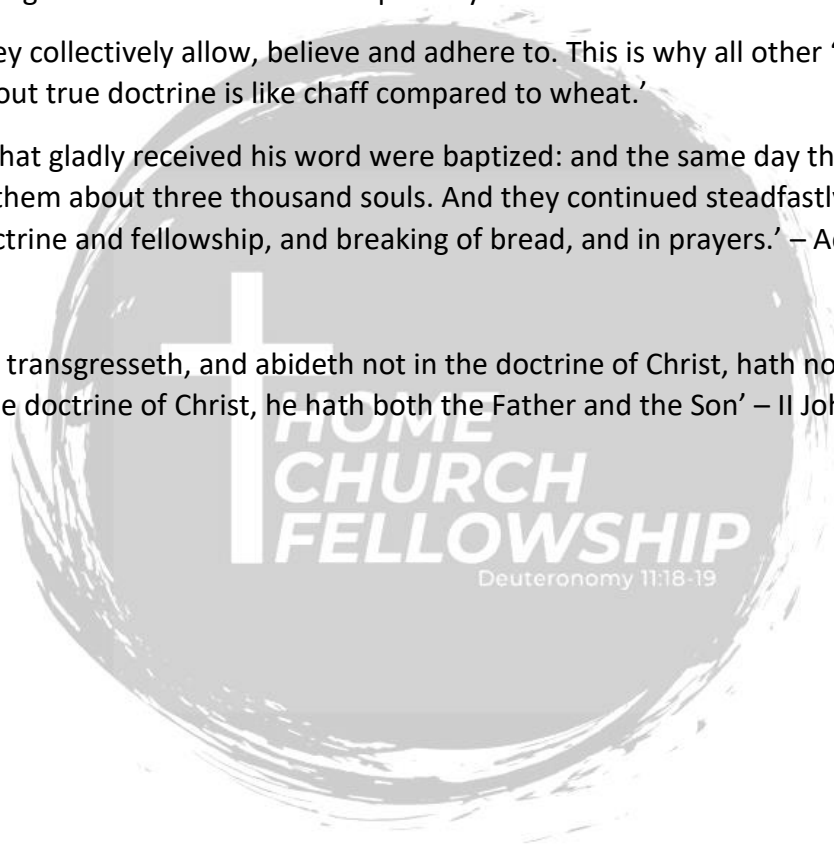 ey collectively allow, believe and adhere to. This is why all other ‘
out true doctrine is like chaff compared to wheat.’
hat gladly received his word were baptized: and the same day th
them about three thousand souls. And they continued steadfastly
ctrine and fellowship, and breaking of bread, and in prayers.’ – Ac
transgresseth, and abideth not in the doctrine of Christ, hath no
e doctrine of Christ, he hath both the Father and the Son’ – II Joh
HOME
CHURCH
FELLOWSHIP
Deuteronomy 11:18-19